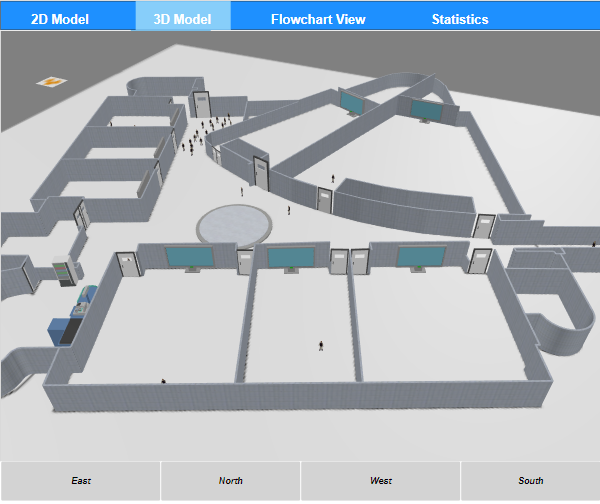 2D Model
3D Model
Flowchart View
Statistics
East
North
West
South